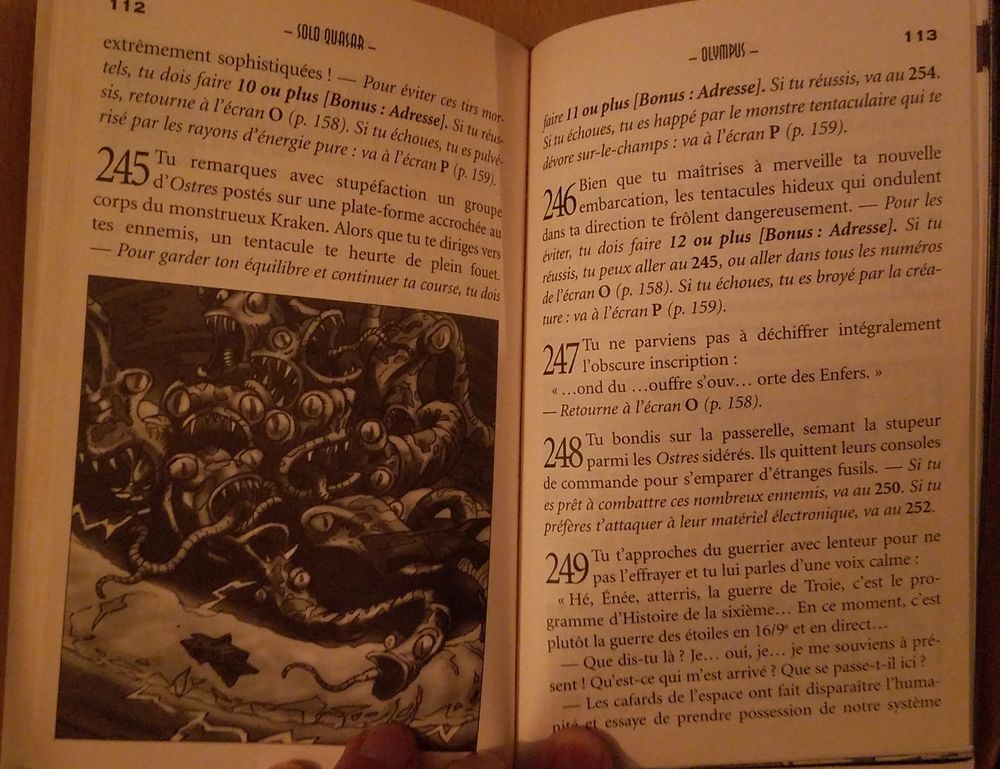 112
– SOLO QUASAR –
extrêmement sophistiquées ! — Pour éviter ces tirs mor-
tels, tu dois faire 10 ou plus [Bonus : Adresse]. Si tu réus-
sis, retourne à l'écran O (p. 158). Si tu échoues, tu es pulvé-
risé par les rayons d'énergie pure : va à l'écran P (p. 159).
245 Tu remarques avec stupéfaction un groupe
d'Ostres postés sur une plate-forme accrochée au
corps du monstrueux Kraken. Alors que tu te diriges vers
tes ennemis, un tentacule te heurte de plein fouet.
— Pour garder ton équilibre et continuer ta course, tu dois
113
– OLYMPUS –
faire 11 ou plus [Bonus : Adresse]. Si tu réussis, va au 254.
Si tu échoues, tu es happé par le monstre tentaculaire qui te
dévore sur-le-champs : va à l'écran P (p. 159).
246 Bien que tu maîtrises à merveille ta nouvelle
embarcation, les tentacules hideux qui ondulent
dans ta direction te frôlent dangereusement. — Pour les
éviter, tu dois faire 12 ou plus [Bonus : Adresse]. Si tu
réussis, tu peux aller au 245, ou aller dans tous les numéros
de l'écran O (p. 158). Si tu échoues, tu es broyé par la créa-
ture : va à l'écran P (p. 159).
247 Tu ne parviens pas à déchiffrer intégralement
l'obscure inscription :
« …ond du …ouffre s'ouv… orte des Enfers. »
— Retourne à l'écran O (p. 158).
248 Tu bondis sur la passerelle, semant la stupeur
parmi les Ostres sidérés. Ils quittent leurs consoles
de commande pour s'emparer d'étranges fusils. — Si tu
es prêt à combattre ces nombreux ennemis, va au 250. Si tu
préfères t'attaquer à leur matériel électronique, va au 252.
249 Tu t'approches du guerrier avec lenteur pour ne
pas l'effrayer et tu lui parles d'une voix calme :
« Hé, Énée, atterris, la guerre de Troie, c'est le pro-
gramme d'Histoire de la sixième… En ce moment, c'est
plutôt la guerre des étoiles en 16/9e et en direct…
— Que dis-tu là ? Je… oui, je… je me souviens à pré-
sent ! Qu'est-ce qui m'est arrivé ? Que se passe-t-il ici ?
— Les cafards de l'espace ont fait disparaître l'huma-
nité et essaye de prendre possession de notre système